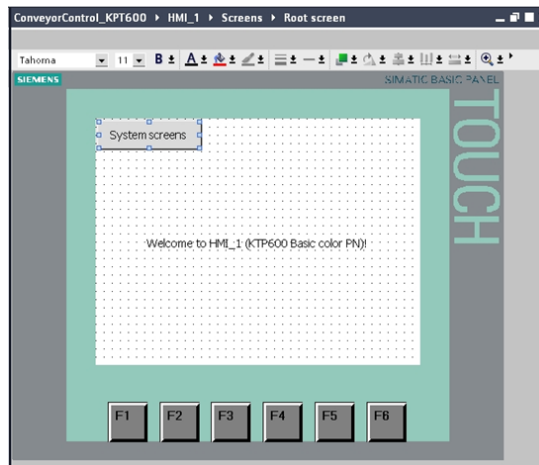 ConveyorControl_KPT600 ▸ HMI_1 ▸ Screens ▸ Root screen
Tahoma 11 B A
SIEMENS SIMATIC BASIC PANEL
TOUCH
System screens
Welcome to HMI_1 (KTP600 Basic color PN)!
F1 F2 F3 F4 F5 F6